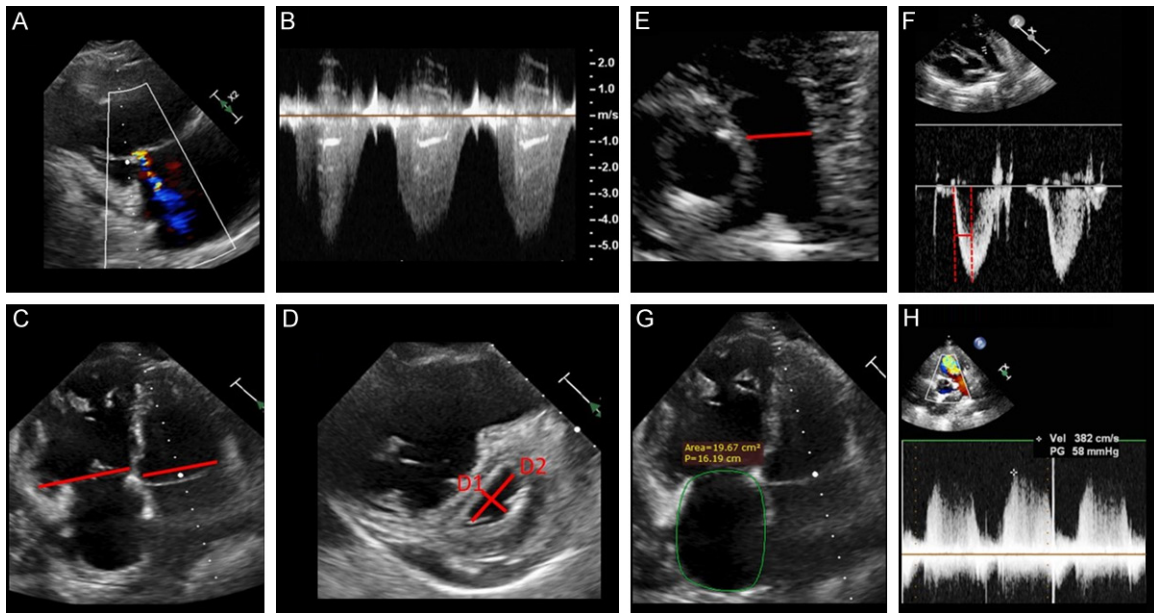 A
X2
B
2.0
1.0
m/s
-1.0
-2.0
-3.0
-4.0
-5.0
E
F
C
D
D1
D2
G
Area=19.67 cm²
P=16.19 cm
H
Vel 382 cm/s
PG 58 mmHg